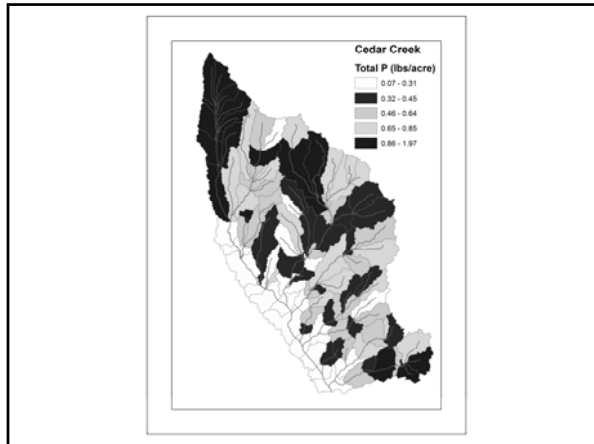 Cedar Creek
Total P (lbs/acre)
0.07 - 0.31
0.32 - 0.45
0.46 - 0.64
0.65 - 0.85
0.86 - 1.97